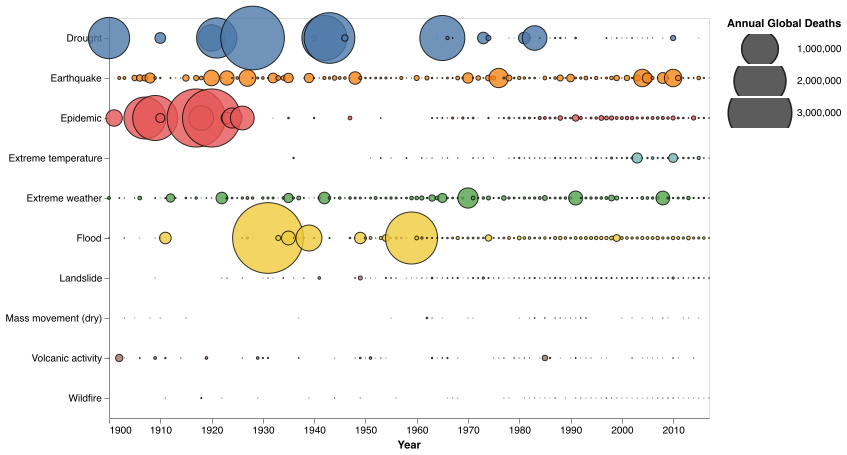 Annual Global Deaths
1,000,000
2,000,000
3,000,000
Drought
Earthquake
Epidemic
Extreme temperature
Extreme weather
Flood
Landslide
Mass movement (dry)
Volcanic activity
Wildfire
1900 1910 1920 1930 1940 1950 1960 1970 1980 1990 2000 2010
Year